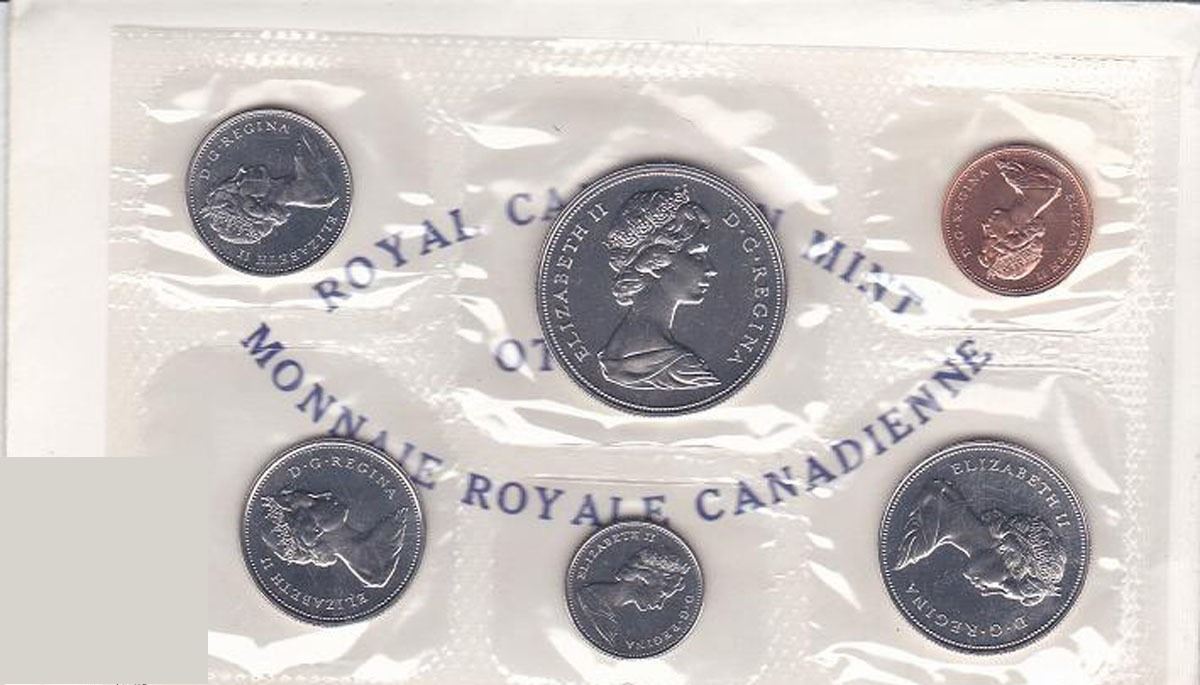 ROYAL CA N MINT
OT
MONNAIE ROYALE CANADIENNE
D·G·REGINA
ELIZABETH II
ELIZABETH II
D·G·REGINA
D·G·REGINA
ELIZABETH II
D·G·REGINA
ELIZABETH II
ELIZABETH II
D·G·REGINA
ELIZABETH II
D·G·REGINA